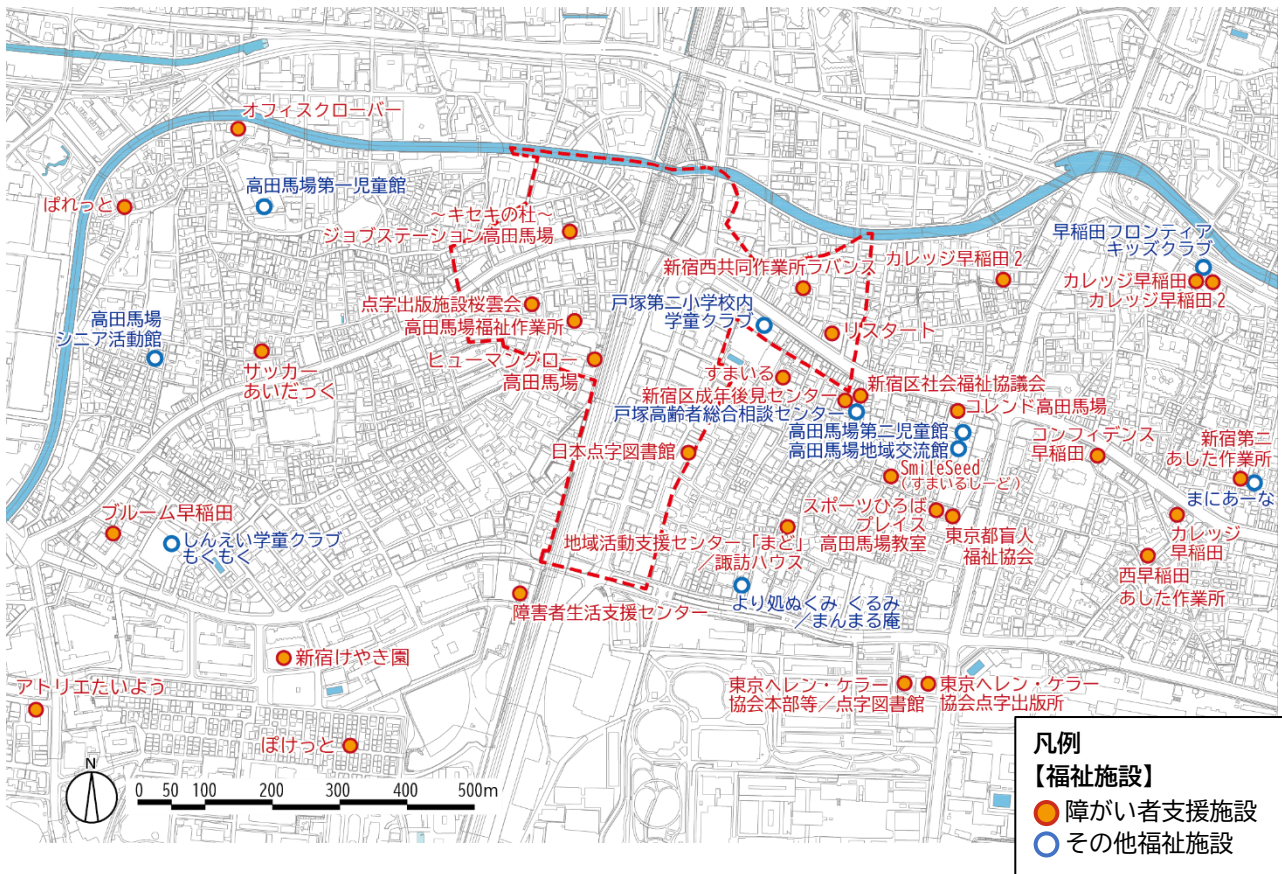 オフィスクローバー
ぱれっと
高田馬場第一児童館
～キセキの杜～
ジョブステーション高田馬場
早稲田フロンティア
キッズクラブ
新宿西共同作業所ラバンス
カレッジ早稲田2
カレッジ早稲田
カレッジ早稲田2
点字出版施設桜雲会
高田馬場福祉作業所
戸塚第二小学校内
学童クラブ
リスタート
高田馬場
シニア活動館
サッカー
あいだっく
ヒューマングロー
高田馬場
すまいる
新宿区社会福祉協議会
新宿区成年後見センター
戸塚高齢者総合相談センター
コレンド高田馬場
高田馬場第二児童館
高田馬場地域交流館
コンフィデンス
早稲田
新宿第二
あした作業所
まにあーな
日本点字図書館
SmileSeed
（すまいるしーど）
スポーツひろば
プレイス
高田馬場教室
東京都盲人
福祉協会
カレッジ
早稲田
西早稲田
あした作業所
ブルーム早稲田
しんえい学童クラブ
もくもく
地域活動支援センター「まど」
／諏訪ハウス
障害者生活支援センター
より処ぬくみ くるみ
／まんまる庵
新宿けやき園
アトリエたいよう
ぽけっと
東京ヘレン・ケラー
協会本部等／点字図書館
東京ヘレン・ケラー
協会点字出版所
N
0 50 100 200 300 500m
凡例
【福祉施設】
障がい者支援施設
その他福祉施設